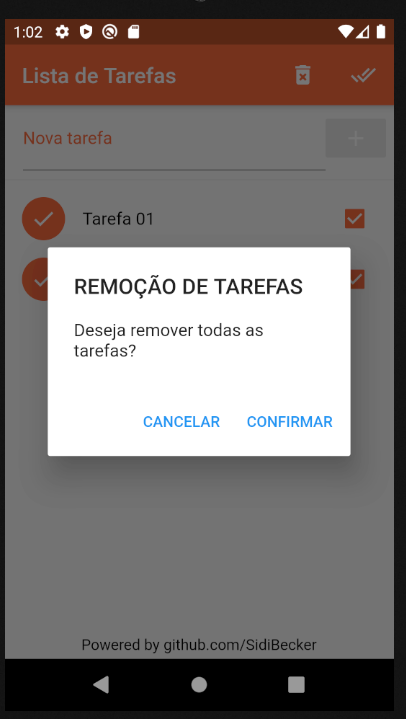 1:02
Lista de Tarefas
Nova tarefa
Tarefa 01
REMOÇÃO DE TAREFAS
Deseja remover todas as
tarefas?
CANCELAR CONFIRMAR
Powered by github.com/SidiBecker